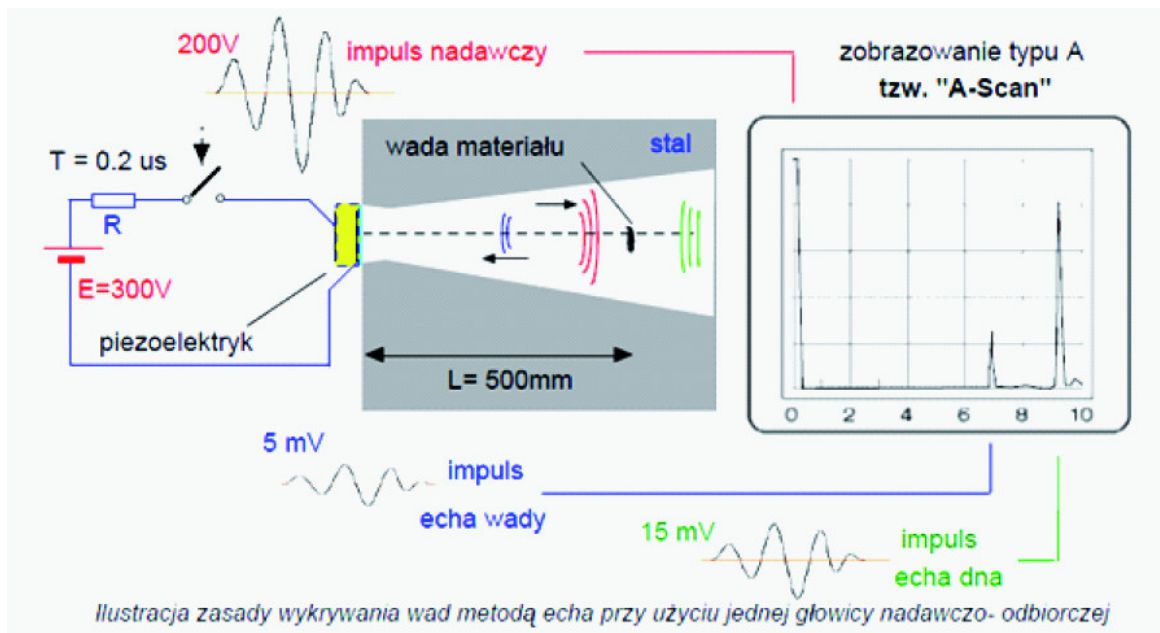 200V
impuls nadawczy
zobrazowanie typu A
tzw. "A-Scan"
T = 0.2 us
wada materiału
stal
R
E=300V
piezoelektryk
L= 500mm
0 2 4 6 8 10
5 mV
impuls
echa wady
15 mV
impuls
echa dna
Ilustracja zasady wykrywania wad metodą echa przy użyciu jednej głowicy nadawczo- odbiorczej